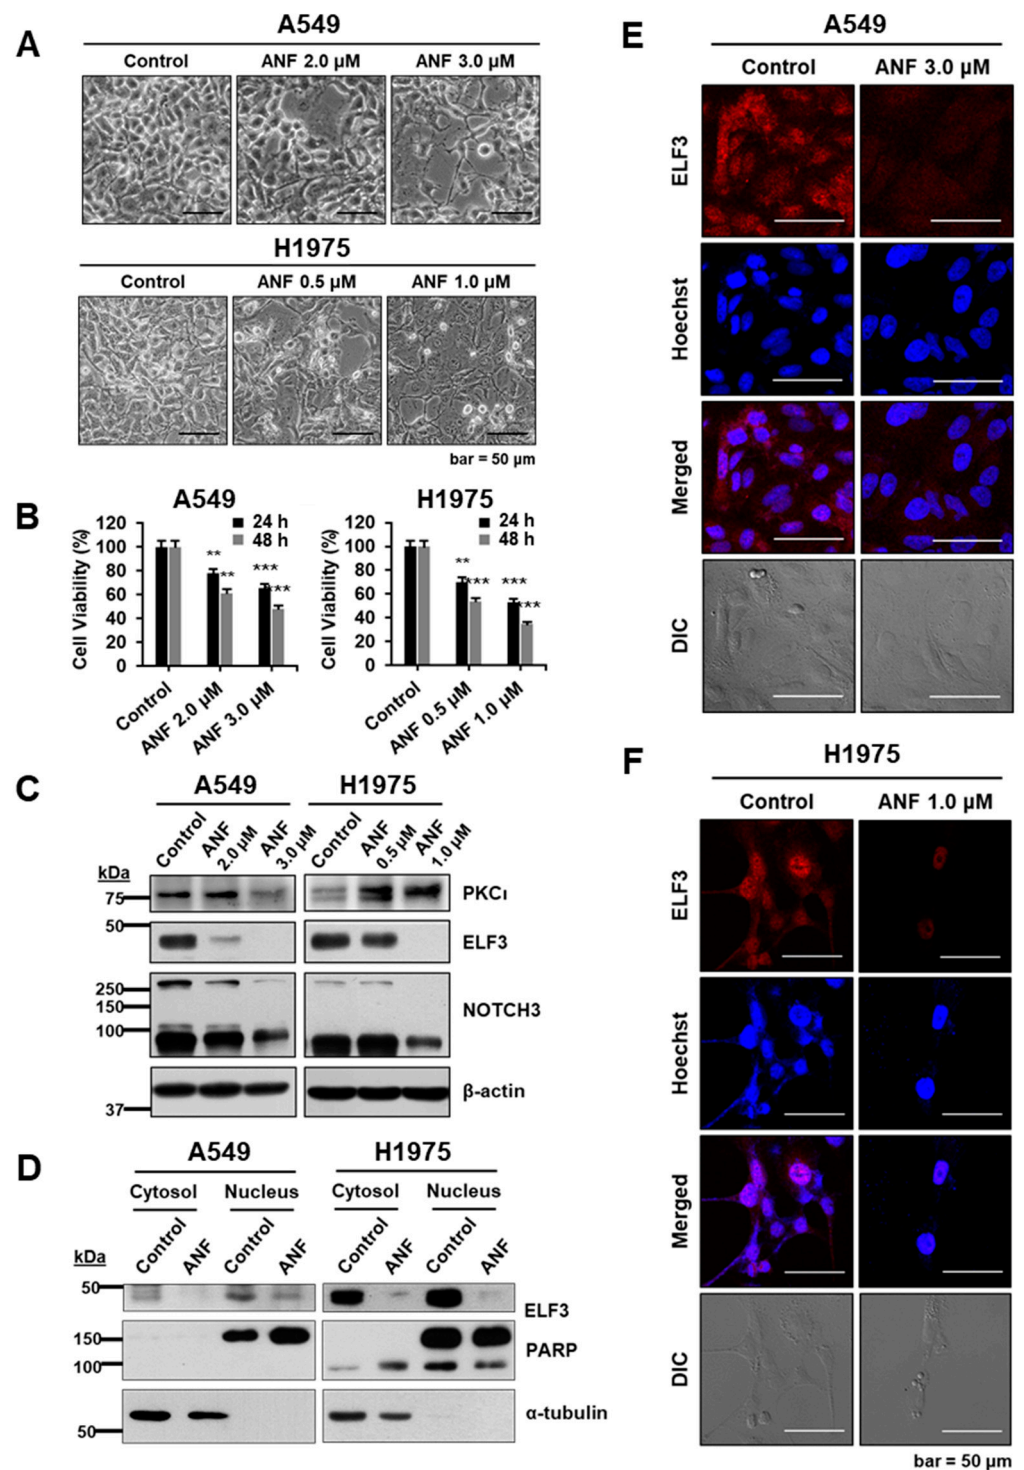 A
A549
Control ANF 2.0 µM ANF 3.0 µM
H1975
Control ANF 0.5 µM ANF 1.0 µM
bar = 50 µm
B
A549
24 h
48 h
Cell Viability (%)
120
100
80
60
40
20
0
** ** *** ***
Control ANF 2.0 µM ANF 3.0 µM
H1975
24 h
48 h
Cell Viability (%)
120
100
80
60
40
20
0
** *** *** ***
Control ANF 0.5 µM ANF 1.0 µM
C
A549 H1975
Control ANF 2.0 µM ANF 3.0 µM Control ANF 0.5 µM ANF 1.0 µM
kDa
75 PKCι
50 ELF3
250
150 NOTCH3
100
β-actin
37
D
A549 H1975
Cytosol Nucleus Cytosol Nucleus
Control ANF Control ANF Control ANF Control ANF
kDa
50 ELF3
150 PARP
100
α-tubulin
50
E
A549
Control ANF 3.0 µM
ELF3
Hoechst
Merged
DIC
F
H1975
Control ANF 1.0 µM
ELF3
Hoechst
Merged
DIC
bar = 50 µm